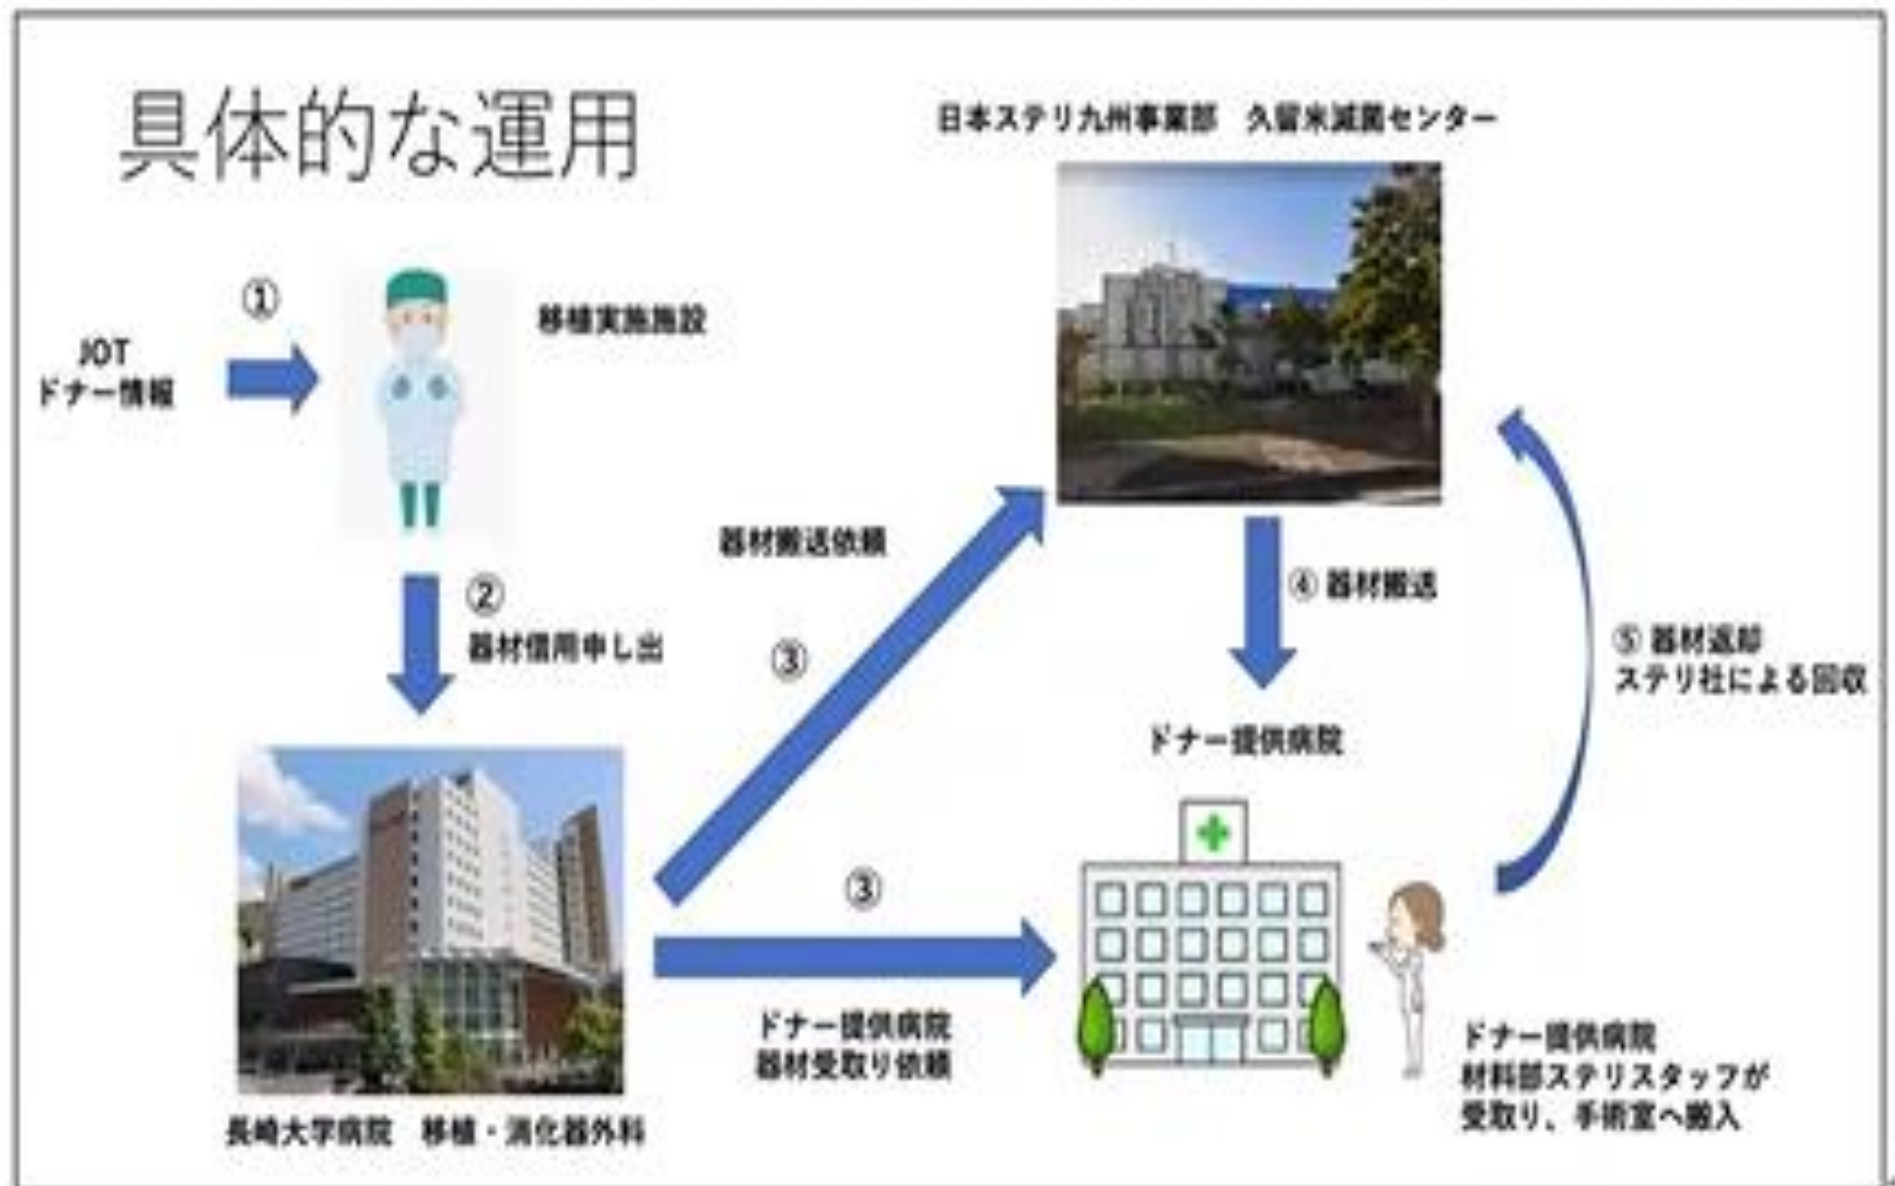 具体的な運用
日本ステリ九州事業部　久留米滅菌センター
①
JOT
ドナー情報
移植実施施設
②
器材借用申し出
器材搬送依頼
③
④ 器材搬送
⑤ 器材返却
ステリ社による回収
ドナー提供病院
③
ドナー提供病院
器材受取り依頼
ドナー提供病院
材料部ステリスタッフが
受取り、手術室へ搬入
長崎大学病院　移植・消化器外科